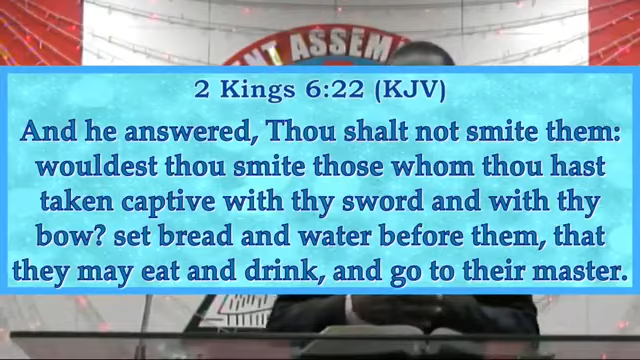 ENT ASSEM
2 Kings 6:22 (KJV)
And he answered, Thou shalt not smite them:
wouldest thou smite those whom thou hast
taken captive with thy sword and with thy
bow? set bread and water before them, that
they may eat and drink, and go to their master.